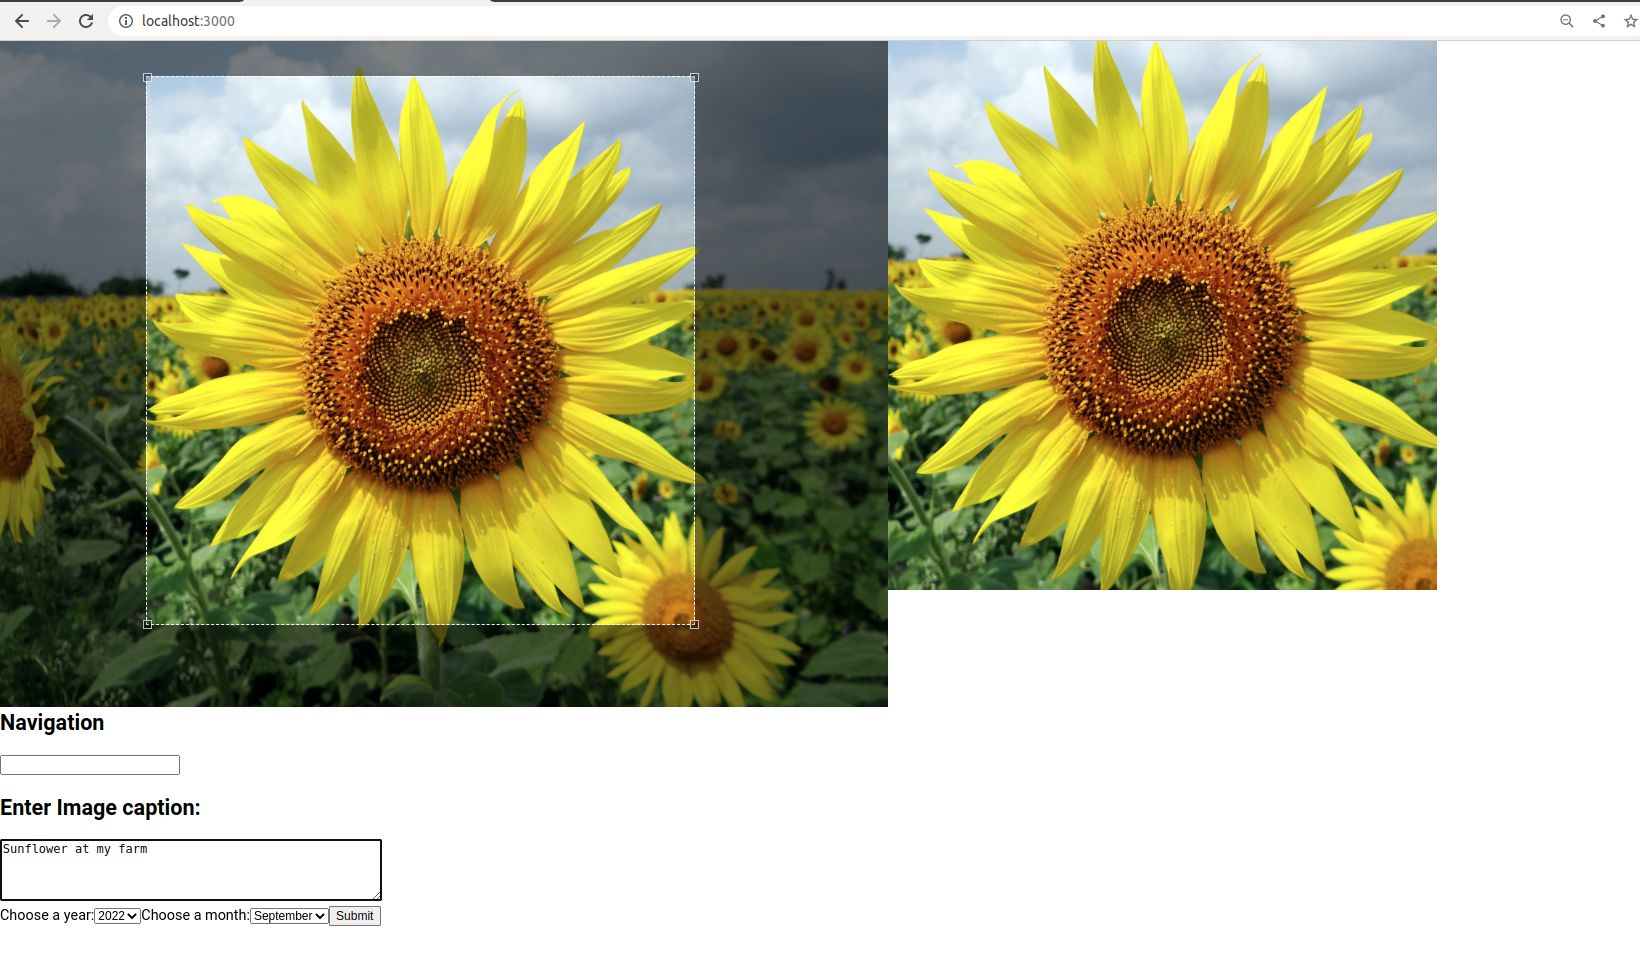 localhost:3000
Navigation
Enter Image caption:
Sunflower at my farm
Choose a year: 2022 Choose a month: September Submit